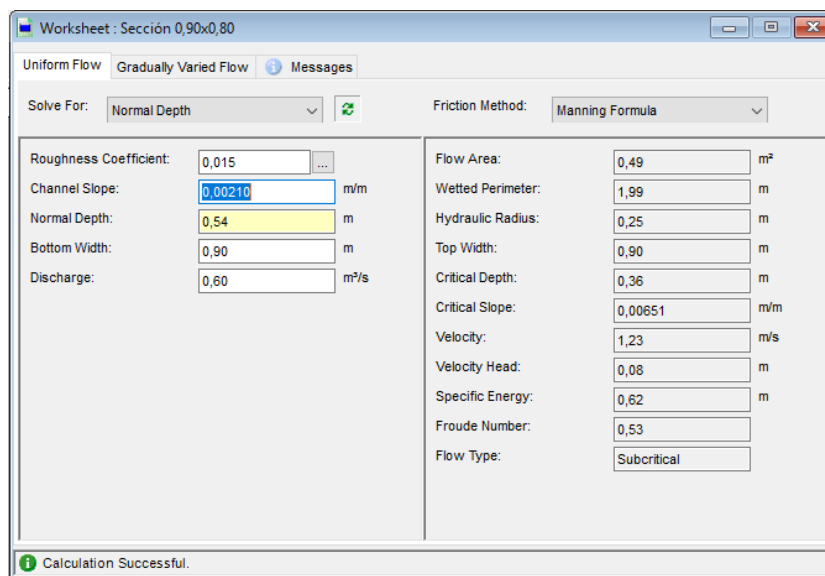 Worksheet : Sección 0,90x0,80
Uniform Flow Gradually Varied Flow Messages
Solve For: Normal Depth Friction Method: Manning Formula
Roughness Coefficient: 0,015 ...
Channel Slope: 0,00210 m/m
Normal Depth: 0,54 m
Bottom Width: 0,90 m
Discharge: 0,60 m³/s
Flow Area: 0,49 m²
Wetted Perimeter: 1,99 m
Hydraulic Radius: 0,25 m
Top Width: 0,90 m
Critical Depth: 0,36 m
Critical Slope: 0,00651 m/m
Velocity: 1,23 m/s
Velocity Head: 0,08 m
Specific Energy: 0,62 m
Froude Number: 0,53
Flow Type: Subcritical
Calculation Successful.